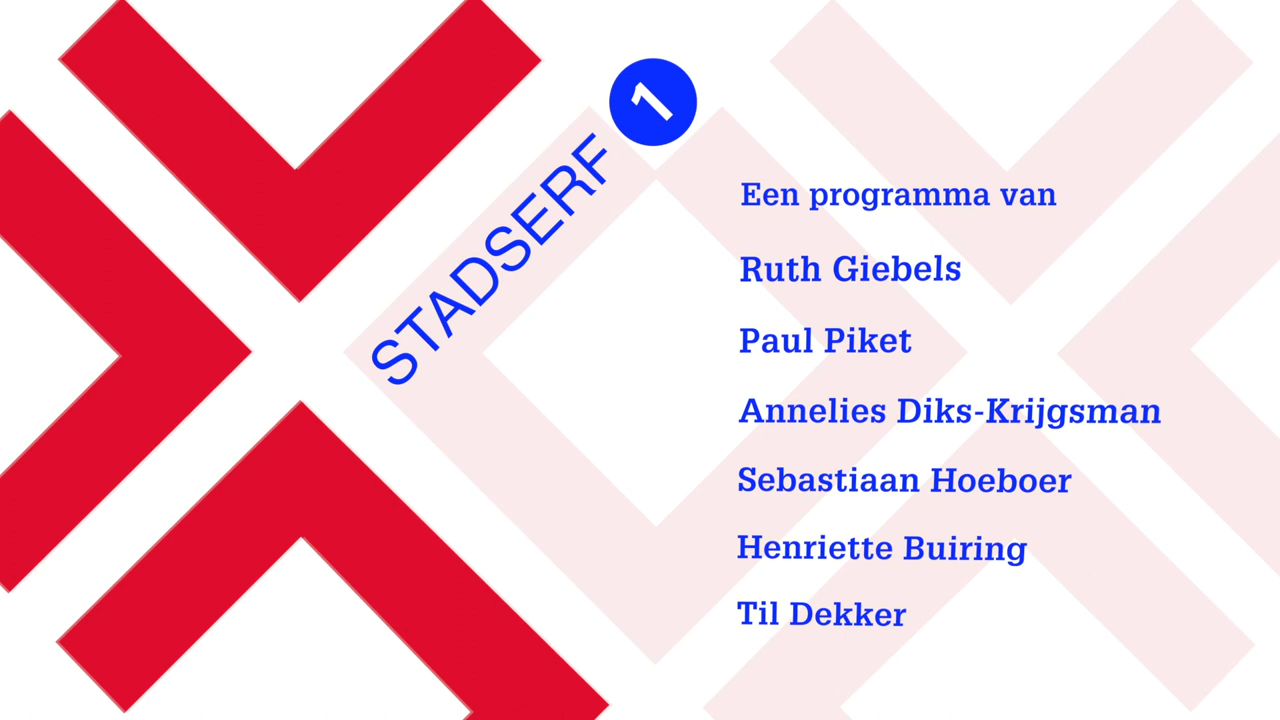 STADSERF 1
Een programma van
Ruth Giebels
Paul Piket
Annelies Diks-Krijgsman
Sebastiaan Hoeboer
Henriette Buiring
Til Dekker